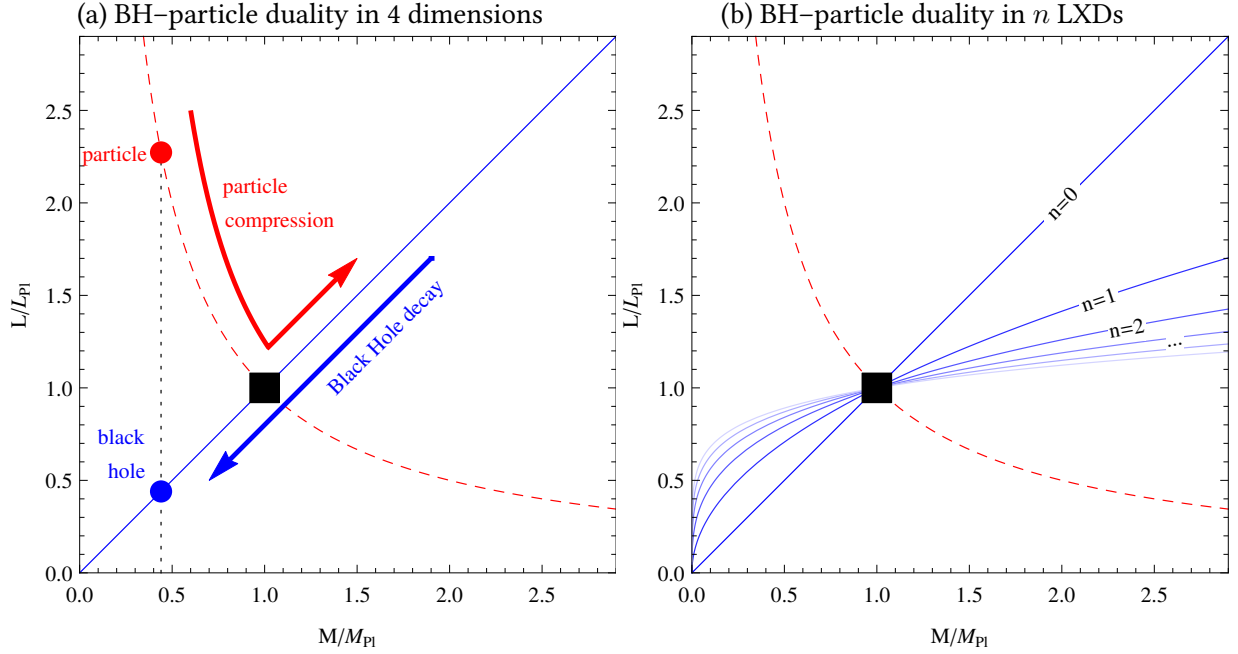 (a) BH–particle duality in 4 dimensions
L/L_Pl
2.5
2.0
1.5
1.0
0.5
0.0
particle
particle
compression
Black Hole decay
black
hole
0.0 0.5 1.0 1.5 2.0 2.5
M/M_Pl
(b) BH–particle duality in n LXDs
L/L_Pl
2.5
2.0
1.5
1.0
0.5
0.0
n=0
n=1
n=2
...
0.0 0.5 1.0 1.5 2.0 2.5
M/M_Pl